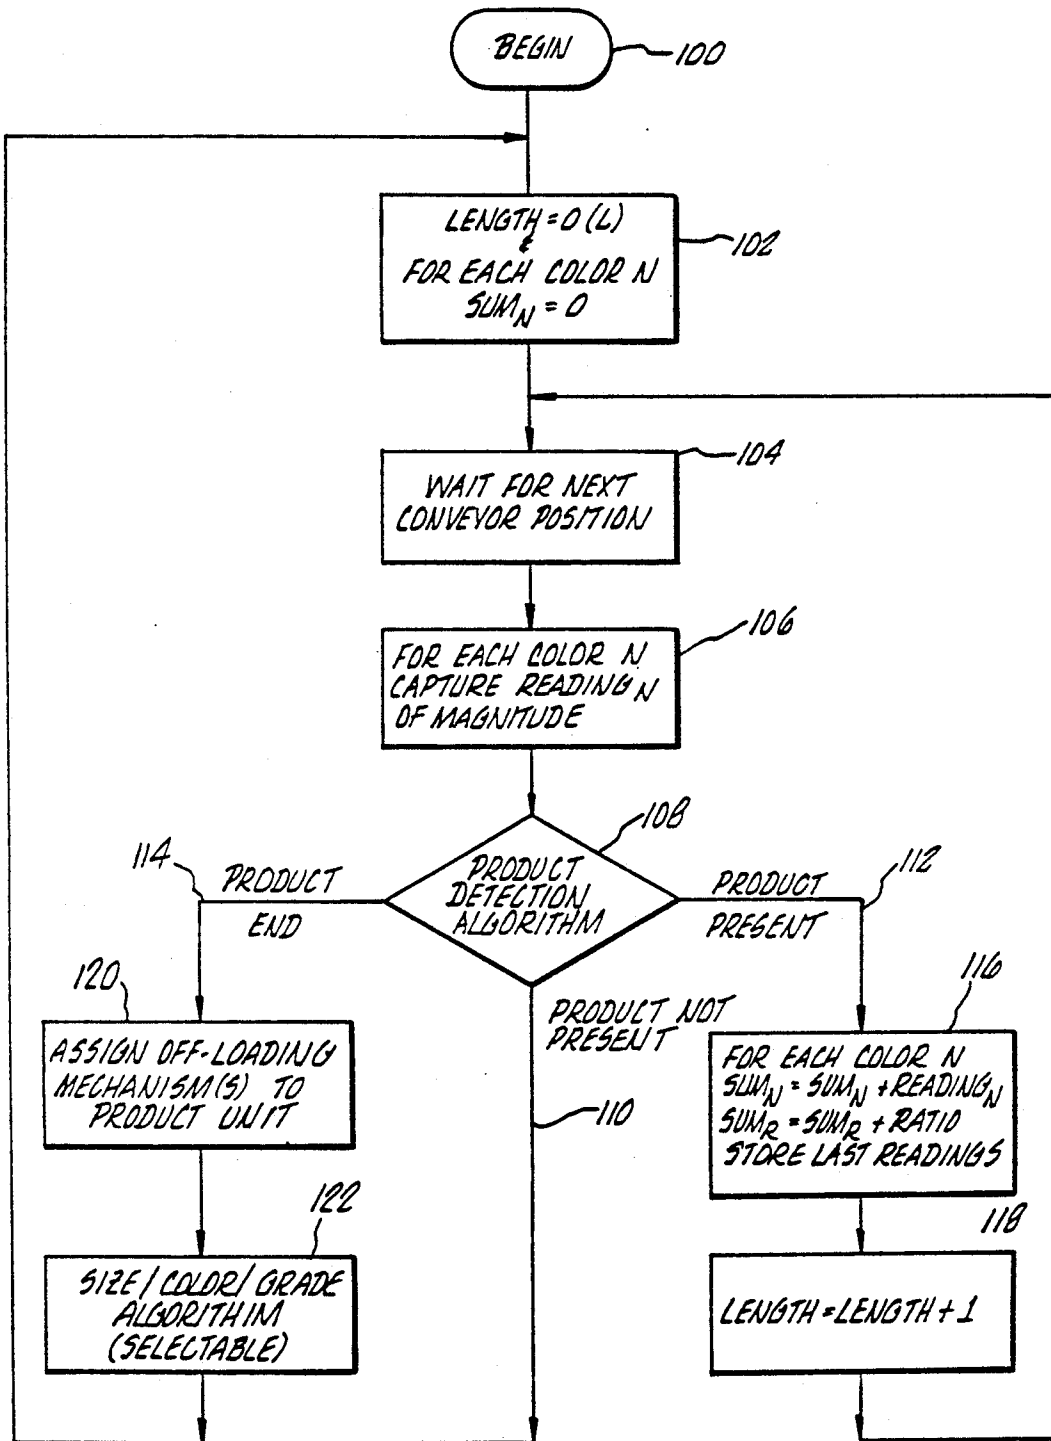 BEGIN
100
LENGTH = 0 (L)
&
FOR EACH COLOR N
SUM_N = 0
102
WAIT FOR NEXT
CONVEYOR POSITION
104
FOR EACH COLOR N
CAPTURE READING_N
OF MAGNITUDE
106
PRODUCT
DETECTION
ALGORITHM
108
114
PRODUCT
END
PRODUCT
PRESENT
112
PRODUCT NOT
PRESENT
110
120
ASSIGN OFF-LOADING
MECHANISM(S) TO
PRODUCT UNIT
116
FOR EACH COLOR N
SUM_N = SUM_N + READING_N
SUM_R = SUM_R + RATIO
STORE LAST READINGS
122
SIZE / COLOR / GRADE
ALGORITHIM
(SELECTABLE)
118
LENGTH = LENGTH + 1